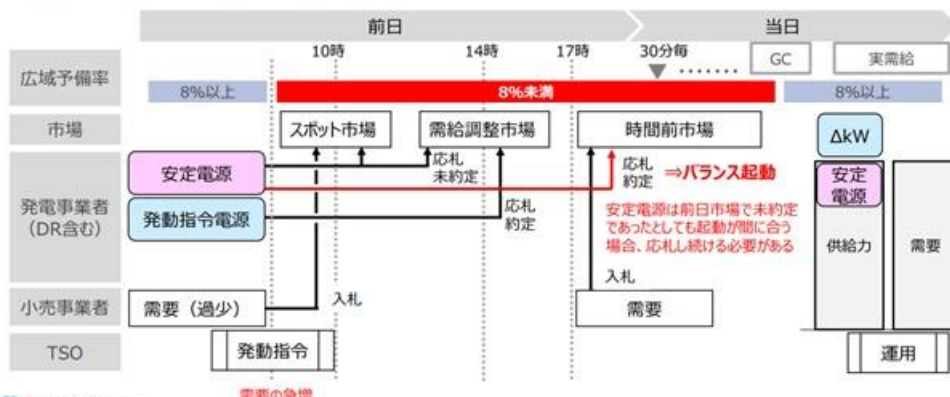 前日
当日
10時
14時
17時
30分毎
GC
実需給
広域予備率
8%以上
8%未満
8%以上
市場
スポット市場
需給調整市場
時間前市場
ΔkW
発電事業者
(DR含む)
安定電源
発動指令電源
応札
未約定
応札
約定
応札
約定
⇒バランス起動
安定電源は前日市場で未約定
であったとしても起動が間に合う
場合、応札し続ける必要がある
安定
電源
供給力
需要
小売事業者
需要（過少）
入札
入札
需要
TSO
発動指令
運用
需要の急増